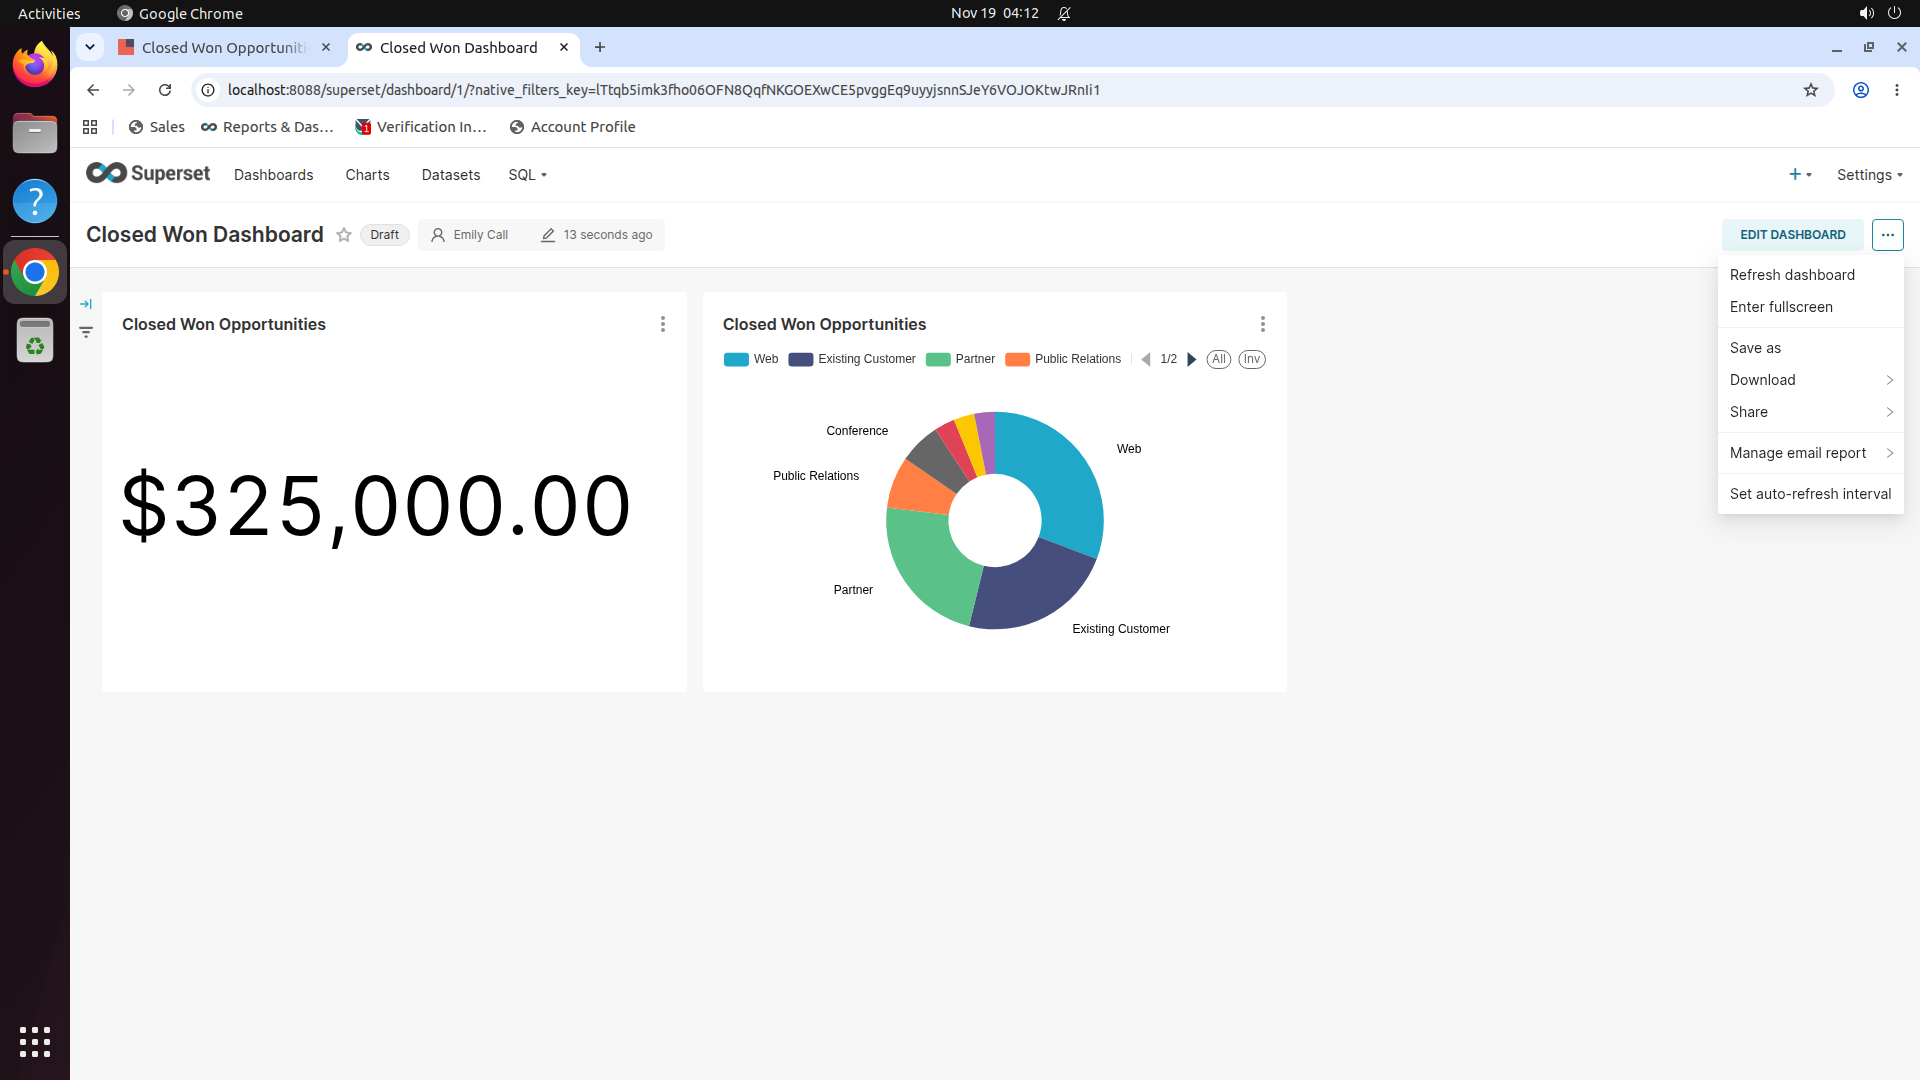 Activities
Google Chrome
Nov 19 04:12
Closed Won Opportuniti
Closed Won Dashboard
localhost:8088/superset/dashboard/1/?native_filters_key=lTtqb5imk3fho06OFN8QqfNKGOEXwCE5pvggEq9uyyjsnnSJeY6VOJOKtwJRnIi1
Sales
Reports & Das…
Verification In…
Account Profile
Superset
Dashboards
Charts
Datasets
SQL
+
Settings
Closed Won Dashboard
Draft
Emily Call
13 seconds ago
EDIT DASHBOARD
...
Refresh dashboard
Enter fullscreen
Save as
Download
Share
Manage email report
Set auto-refresh interval
Closed Won Opportunities
$325,000.00
Closed Won Opportunities
Web
Existing Customer
Partner
Public Relations
1/2
All
Inv
Conference
Web
Public Relations
Partner
Existing Customer